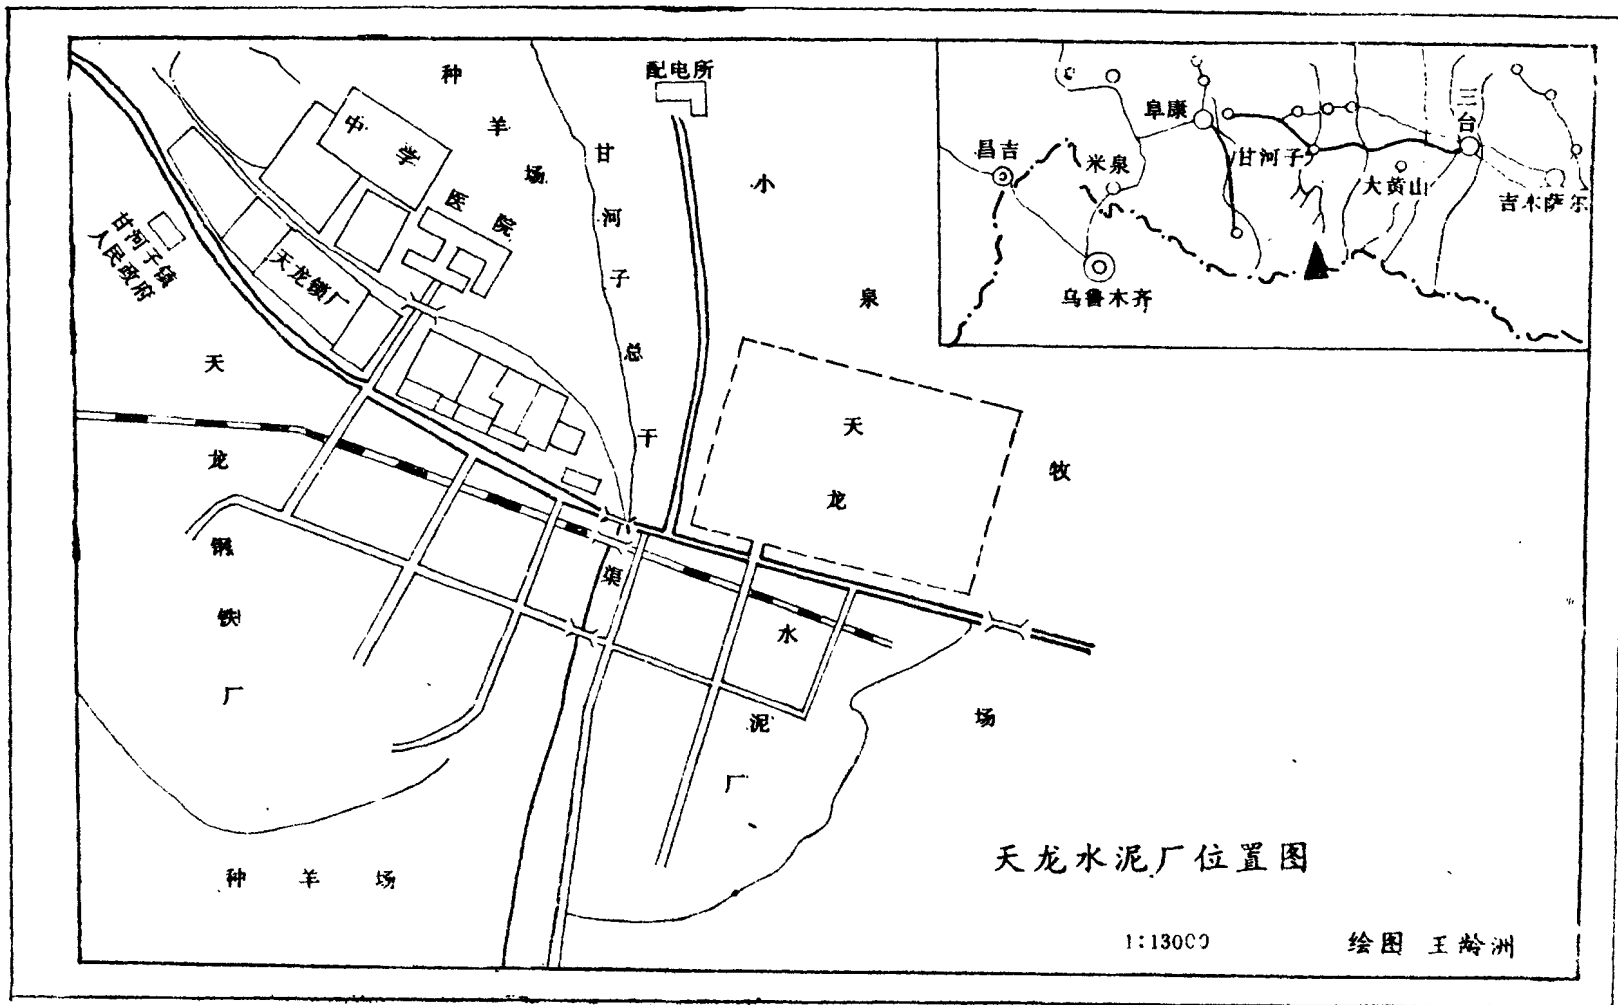 配电所
种羊场
中学
医院
甘河子总干渠
小泉牧场
甘河子镇
人民政府
天龙锁厂
天龙钢铁厂
天龙水泥厂
种羊场
昌吉
米泉
阜康
甘河子
三台
大黄山
吉木萨尔
乌鲁木齐
天龙水泥厂位置图
1:13000
绘图 王龄洲